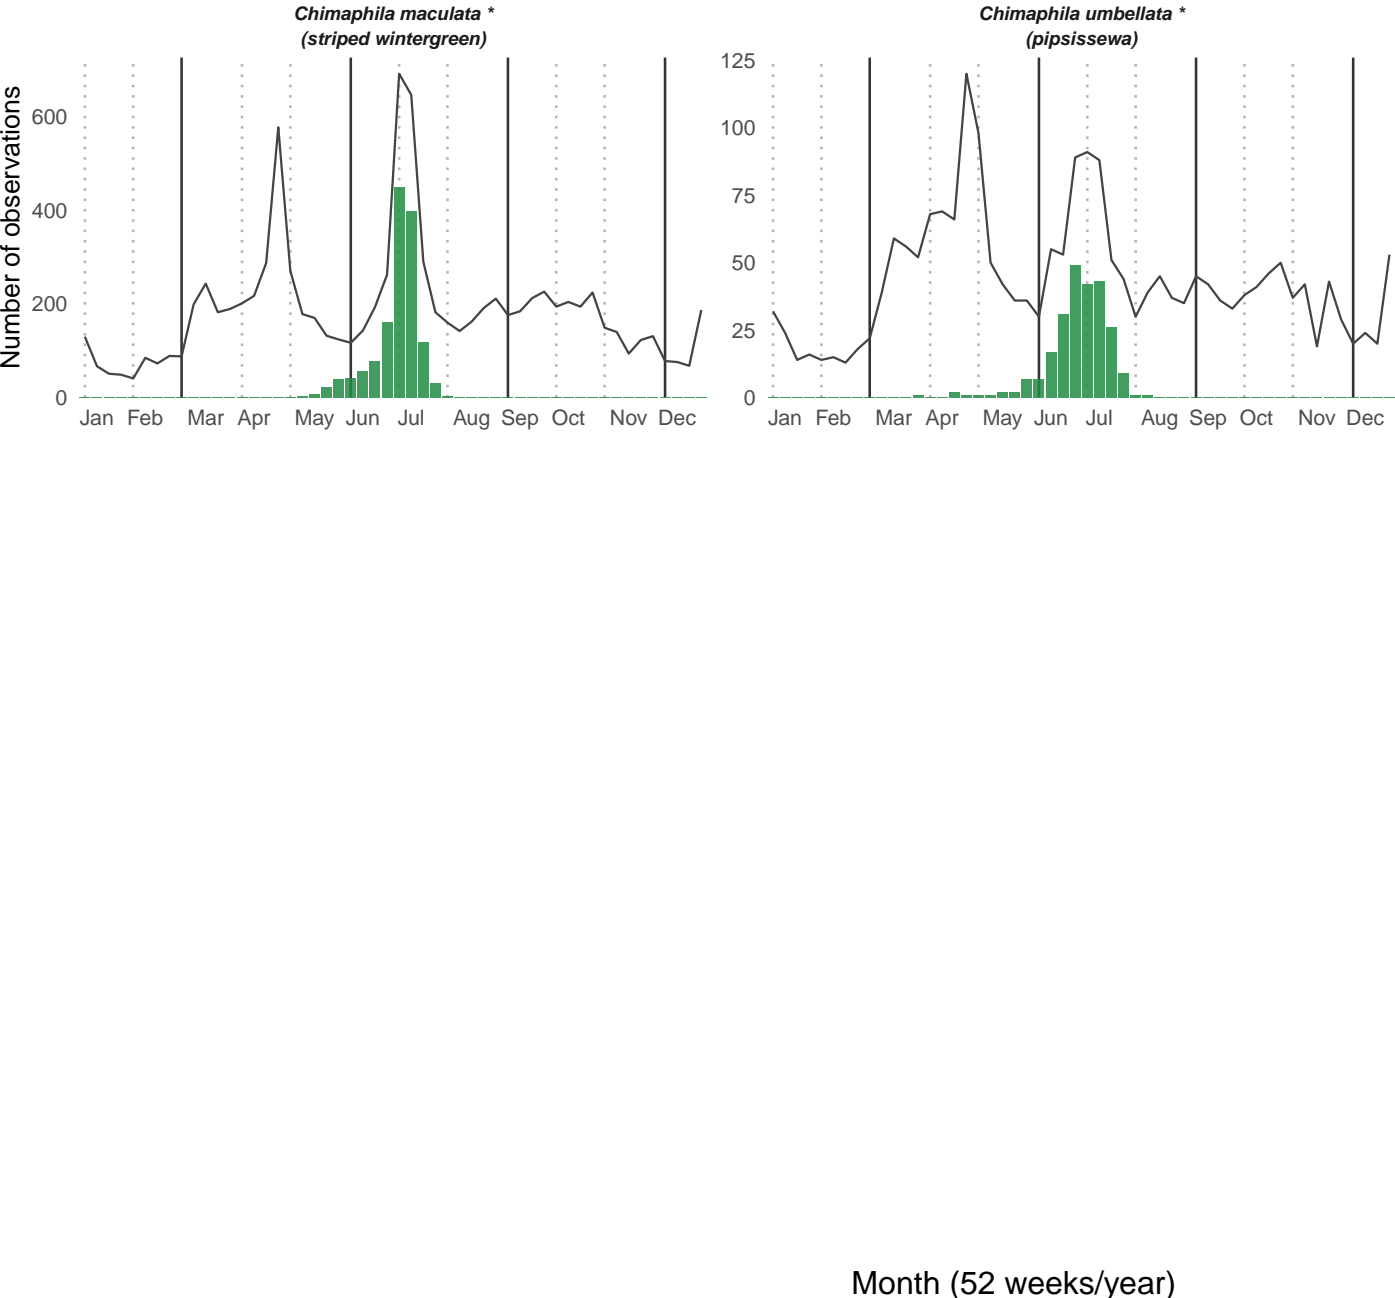 Chimaphila maculata *
(striped wintergreen)
Chimaphila umbellata *
(pipsissewa)
Number of observations
600
400
200
0
Jan Feb Mar Apr May Jun Jul Aug Sep Oct Nov Dec
125
100
75
50
25
0
Jan Feb Mar Apr May Jun Jul Aug Sep Oct Nov Dec
Month (52 weeks/year)